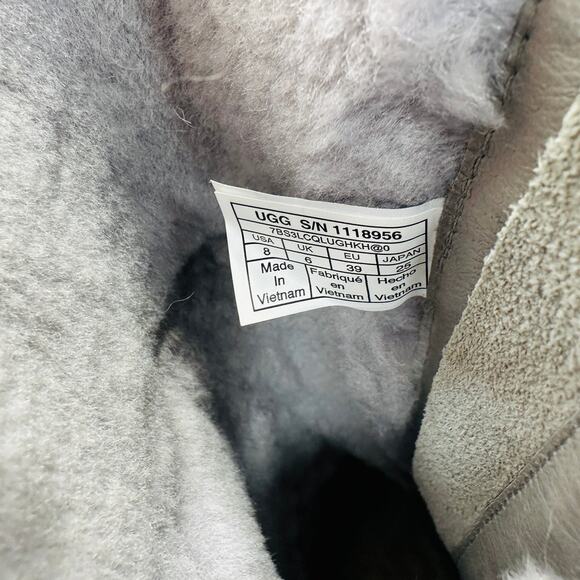 UGG S/N 1118956
7BS3LCQLUGHKH@0
USA UK EU JAPAN
8 6 39 25
Made In Vietnam
Fabriqué en Vietnam
Hecho en Vietnam